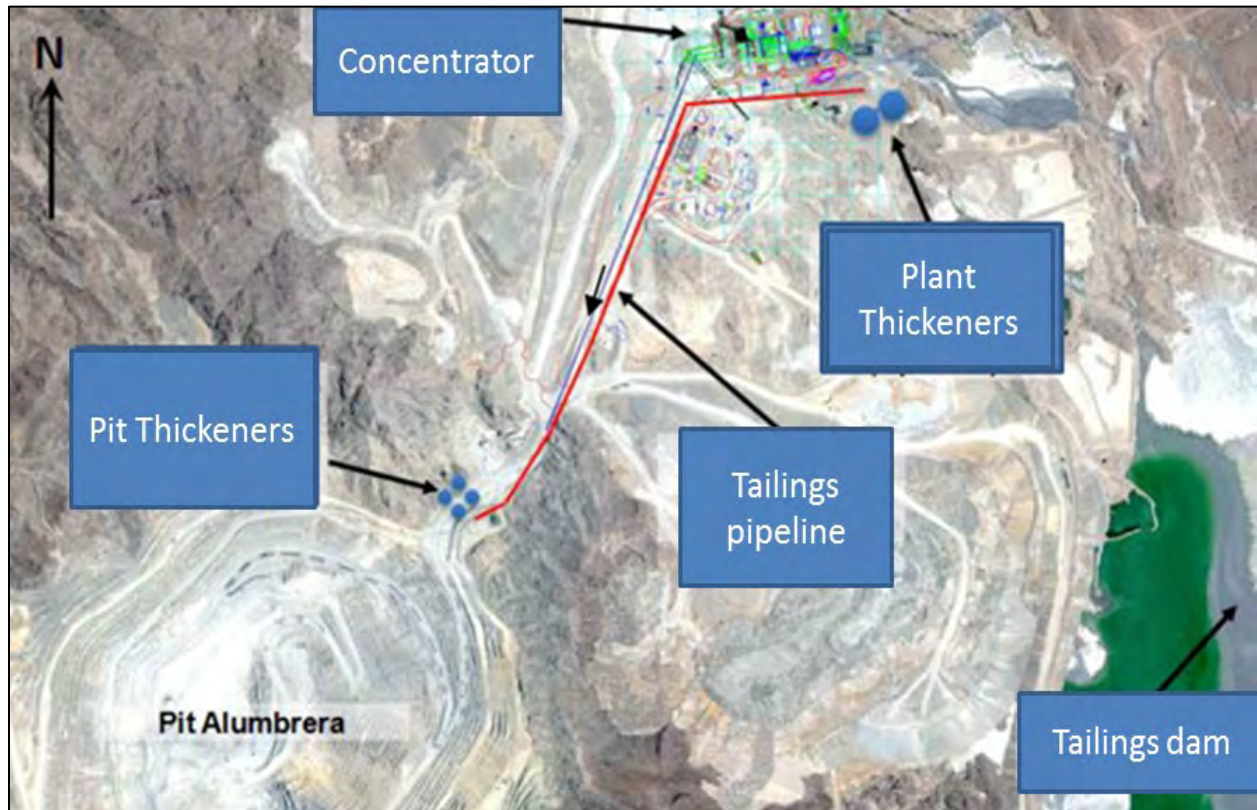 Concentrator
N
Plant
Thickeners
Pit Thickeners
Tailings
pipeline
Pit Alumbrera
Tailings dam